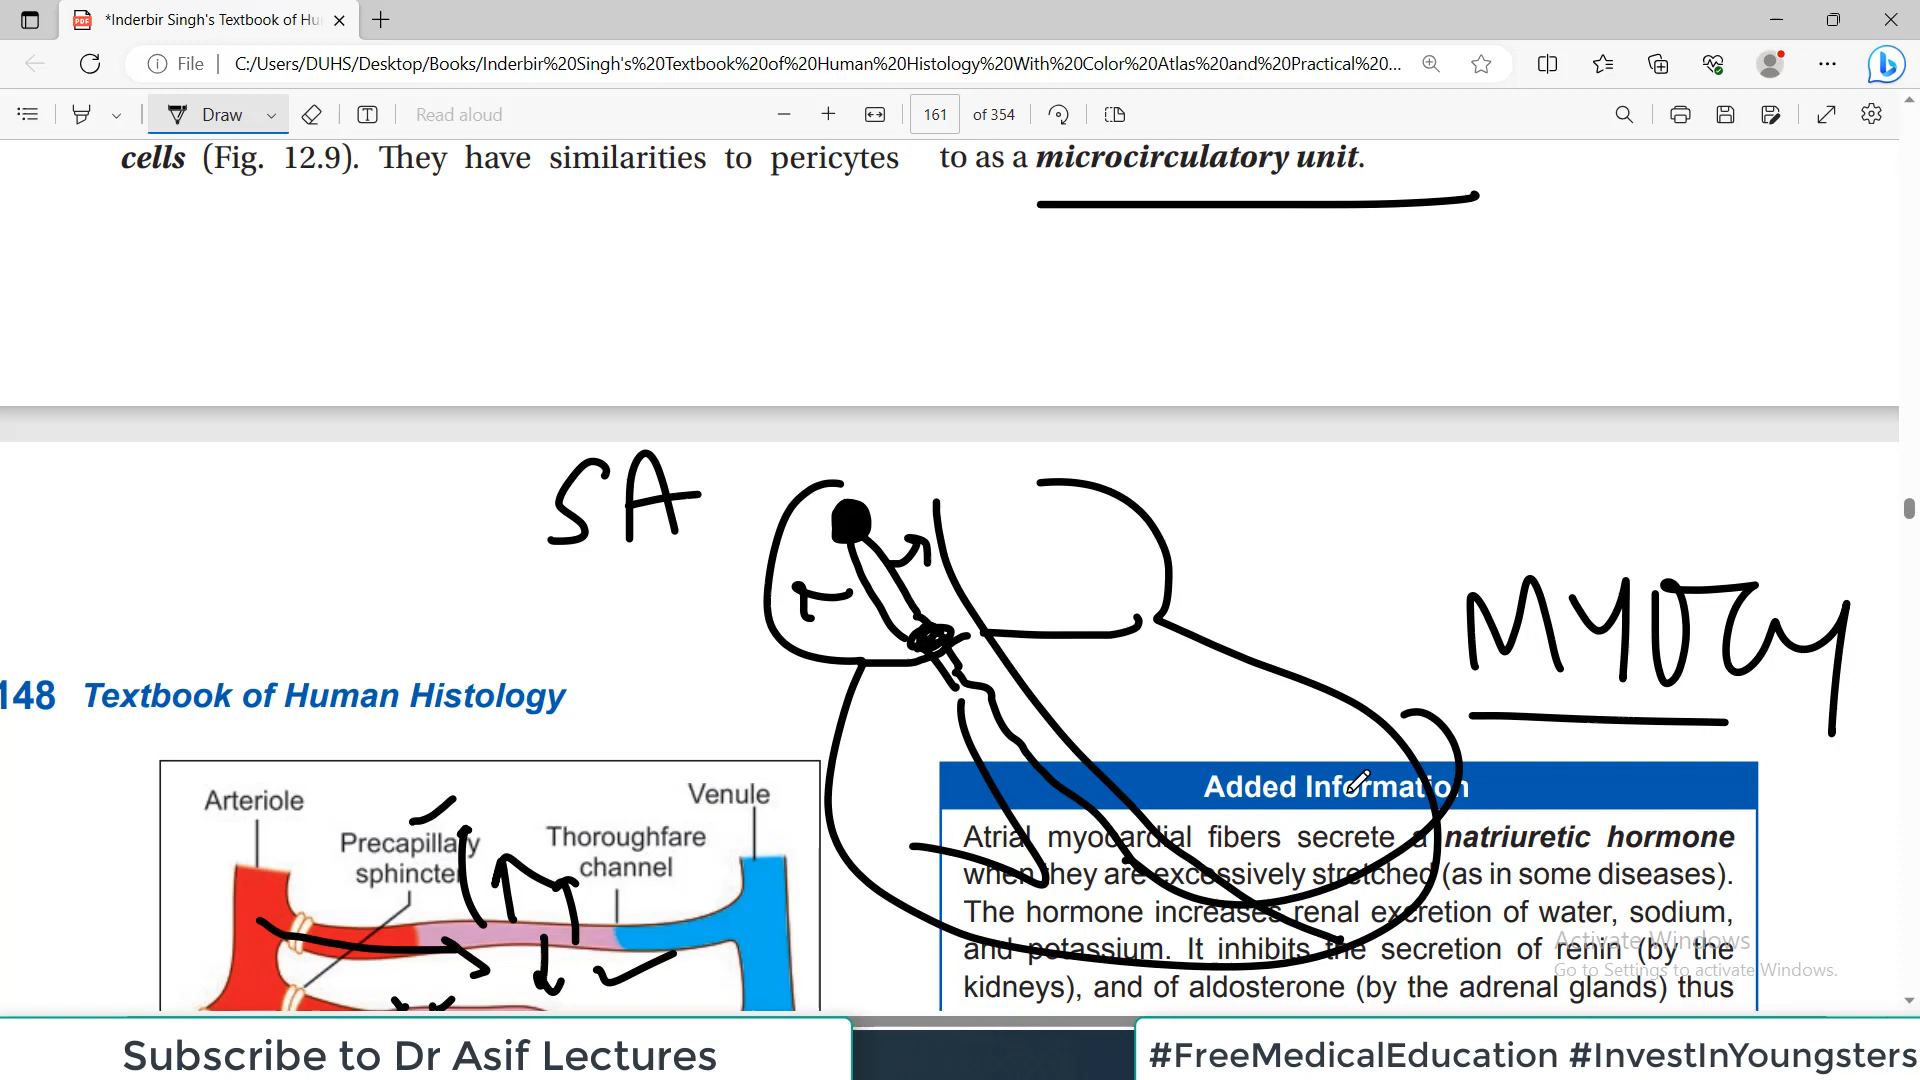 *Inderbir Singh's Textbook of Hu
File
C:/Users/DUHS/Desktop/Books/Inderbir%20Singh's%20Textbook%20of%20Human%20Histology%20With%20Color%20Atlas%20and%20Practical%20...
Draw
Read aloud
161 of 354
cells (Fig. 12.9). They have similarities to pericytes
to as a microcirculatory unit.
SA
MYOCY
148 Textbook of Human Histology
Arteriole
Precapillary
sphincter
Thoroughfare
channel
Venule
Added Information
Atrial myocardial fibers secrete a natriuretic hormone
when they are excessively stretched (as in some diseases).
The hormone increases renal excretion of water, sodium,
and potassium. It inhibits the secretion of renin (by the
kidneys), and of aldosterone (by the adrenal glands) thus
Activate Windows
Go to Settings to activate Windows.
Subscribe to Dr Asif Lectures
#FreeMedicalEducation #InvestInYoungsters